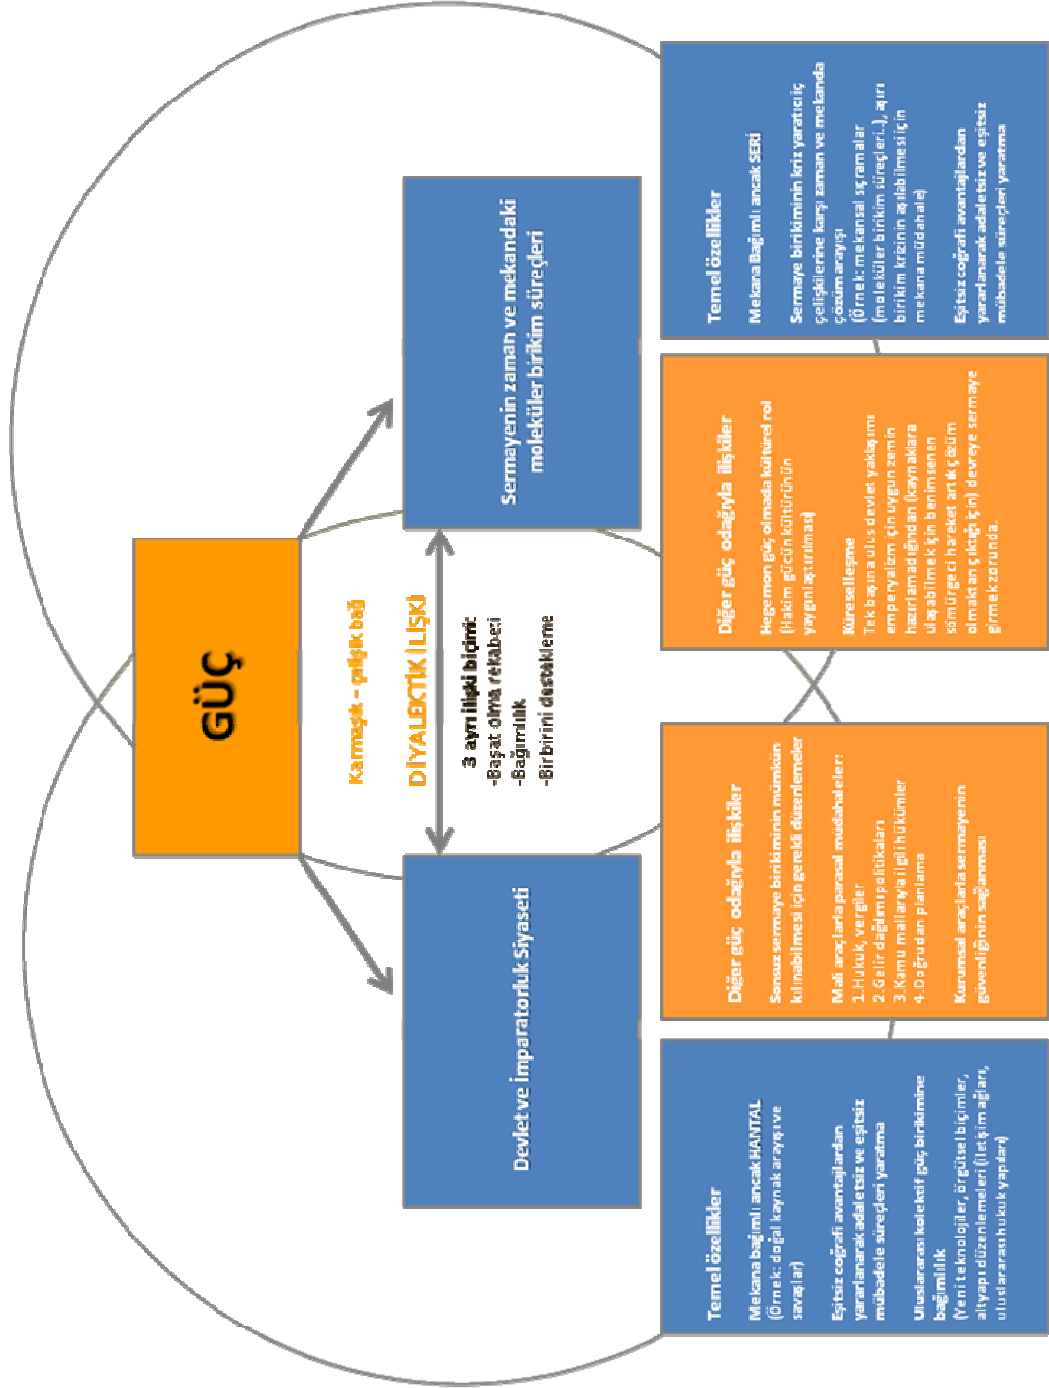 GÜÇ
Karmaşık – çelişik bağ
DİYALEKTİK İLİŞKİ
3 ayrı ilişki biçimi:
-Başat olma rekabeti
-Bağımlılık
-Birbirini destekleme
Devlet ve İmparatorluk Siyaseti
Sermayenin zaman ve mekandaki
moleküler birikim süreçleri
Temel özellikler
Mekana bağımlı ancak HANTAL
(Örnek: doğal kaynak arayışı ve
savaşlar)
Eşitsiz coğrafi avantajlardan
yararlanarak adaletsiz ve eşitsiz
mübadele süreçleri yaratma
Uluslararası kolektif güç birikimine
bağımlılık
(Yeni teknolojiler, örgütsel biçimler,
altyapı düzenlemeleri (iletişim ağları,
uluslararası hukuk yapıları)
Diğer güç odağıyla ilişkiler
Sonsuz sermaye birikiminin mümkün
kılınabilmesi için gerekli düzenlemeler
Mali araçlarla parasal müdahaleler:
1.Hukuk, vergiler
2.Gelir dağılımı politikaları
3.Kamu mallarıyla ilgili hükümler
4.Doğrudan planlama
Kurumsal araçlarla sermayenin
güvenliğinin sağlanması
Diğer güç odağıyla ilişkiler
Hegemon güç olmada kültürel rol
(Hakim gücün kültürünün
yaygınlaştırılması)
Küreselleşme
Tek başına ulus devlet yaklaşımı
emperyalizm için uygun zemin
hazırlamadığından (kaynaklara
ulaşabilmek için benimsenen
sömürgeci hareket artık çözüm
olmaktan çıktığı için) devreye sermaye
girmek zorunda.
Temel özellikler
Mekana Bağımlı ancak SERİ
Sermaye birikiminin kriz yaratıcı iç
çelişkilerine karşı zaman ve mekanda
çözüm arayışı
(Örnek: mekansal sıçramalar
(moleküler birikim süreçleri..), aşırı
birikim krizinin aşılabilmesi için
mekana müdahale)
Eşitsiz coğrafi avantajlardan
yararlanarak adaletsiz ve eşitsiz
mübadele süreçleri yaratma